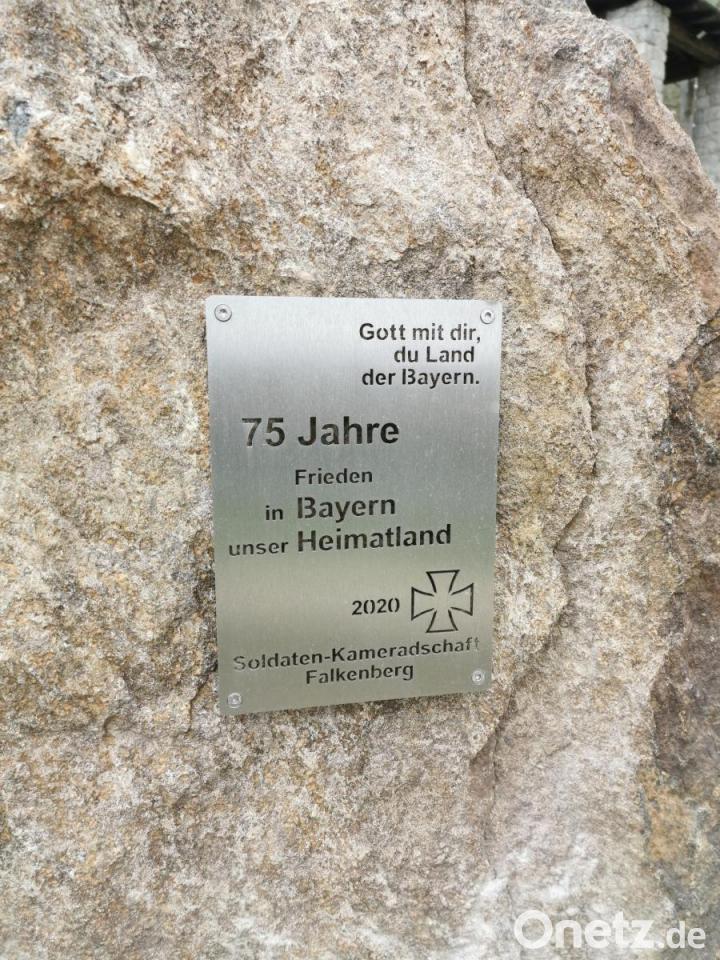 Gott mit dir,
du Land
der Bayern.
75 Jahre
Frieden
in Bayern
unser Heimatland
2020
Soldaten-Kameradschaft
Falkenberg
Onetz.de